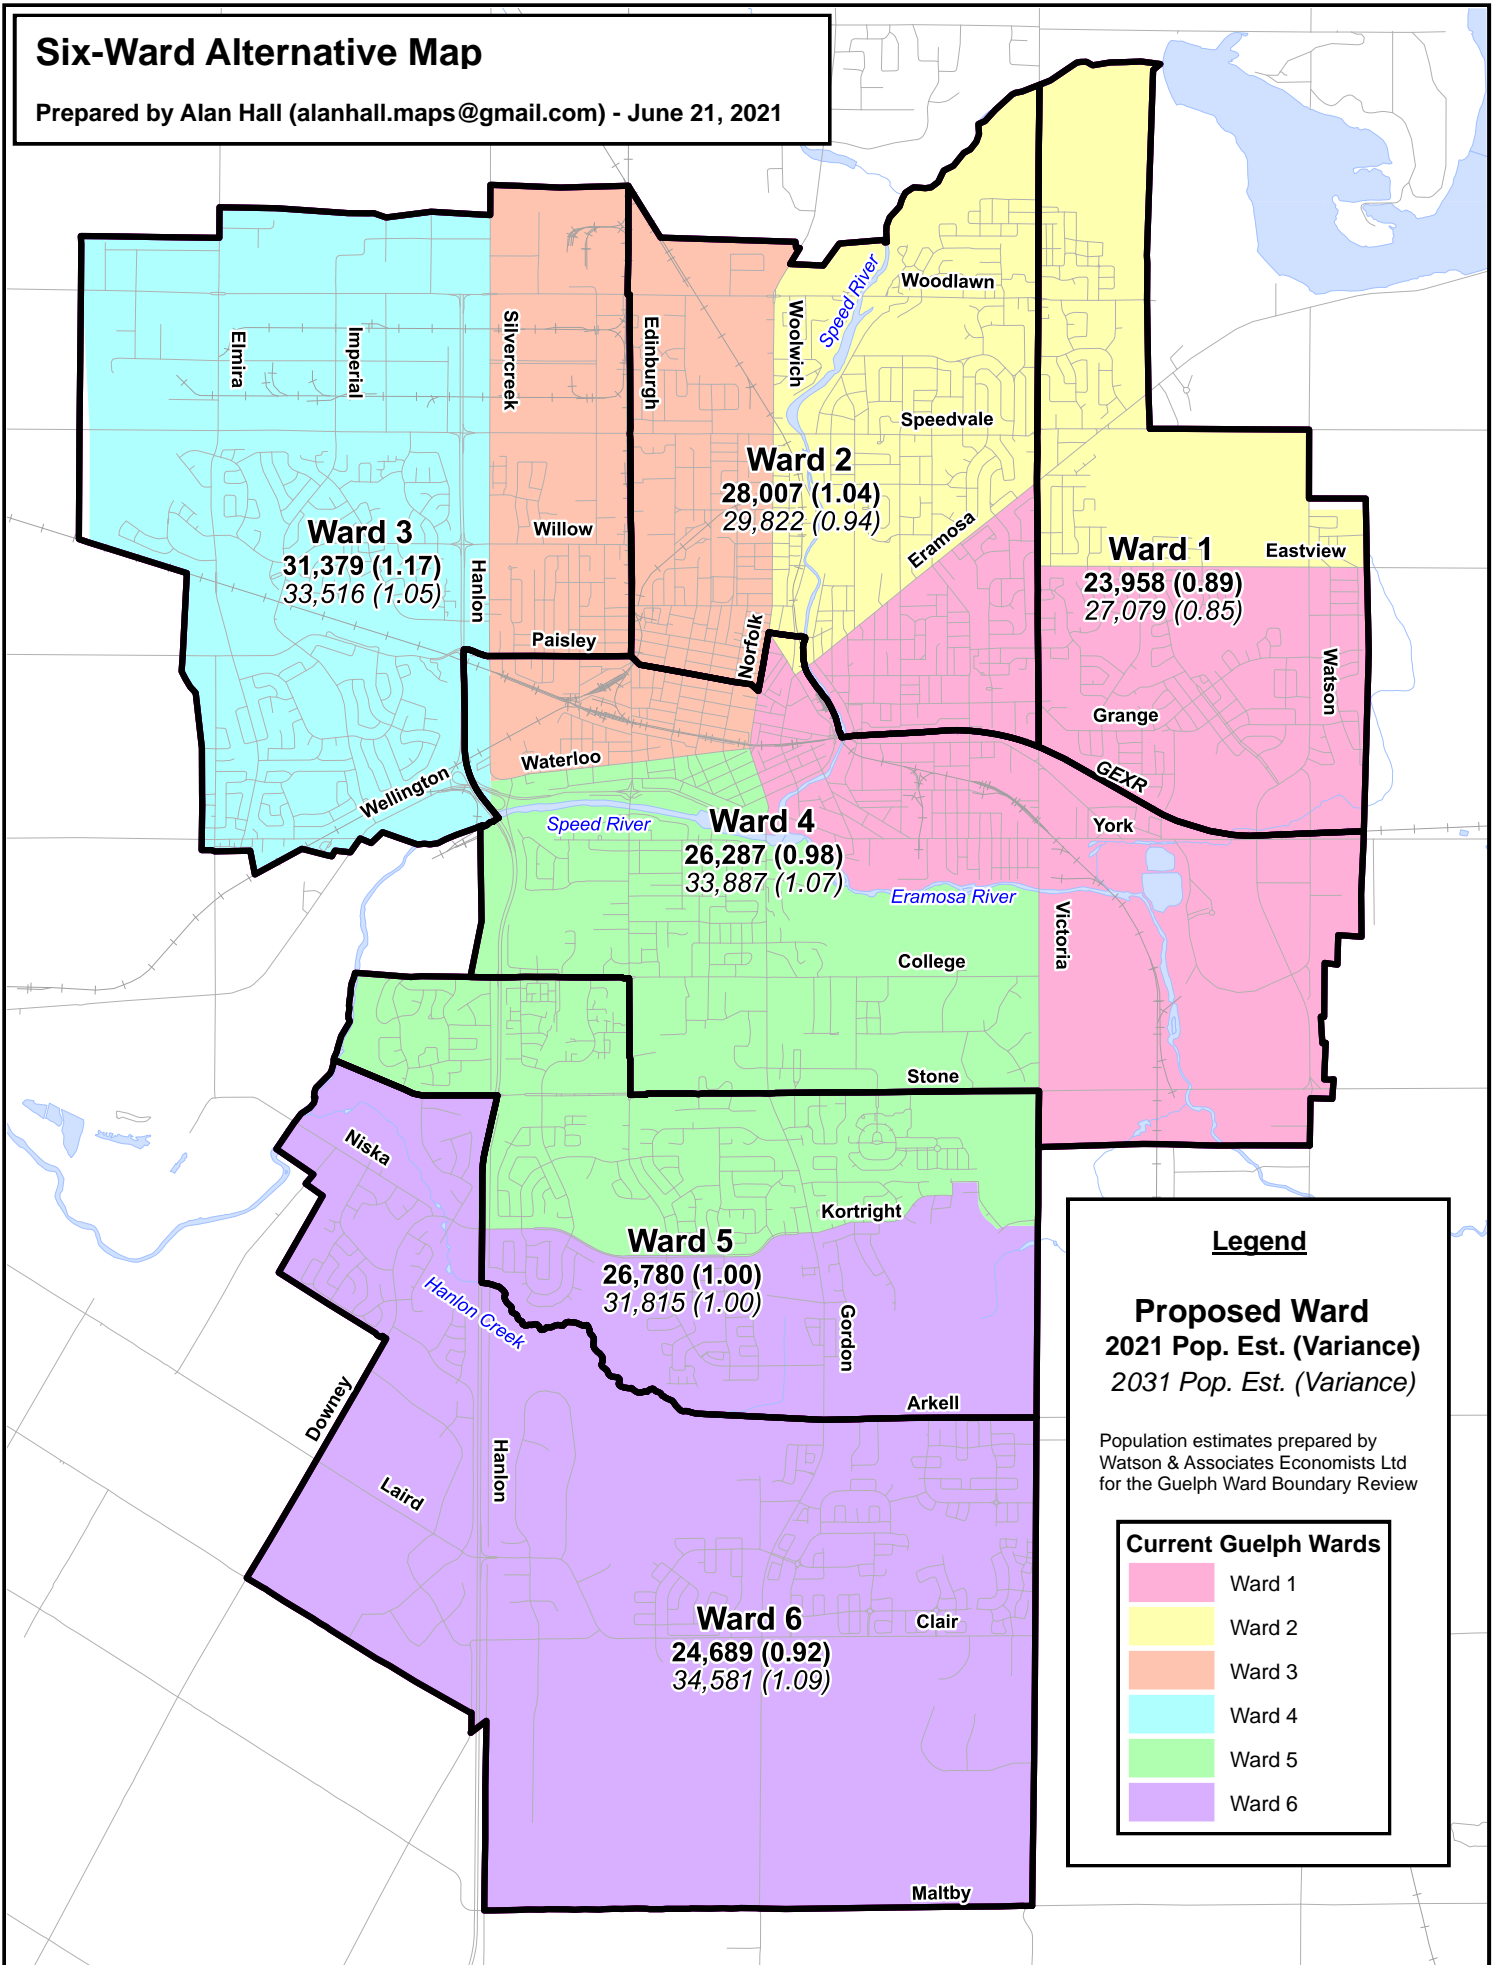 Six-Ward Alternative Map
Prepared by Alan Hall (alanhall.maps@gmail.com) - June 21, 2021
Woodlawn
Speed River
Woolwich
Edinburgh
Silvercreek
Imperial
Elmira
Speedvale
Ward 2
28,007 (1.04)
29,822 (0.94)
Eramosa
Ward 3
31,379 (1.17)
33,516 (1.05)
Willow
Hanlon
Paisley
Norfolk
Ward 1
23,958 (0.89)
27,079 (0.85)
Eastview
Watson
Grange
GEXR
York
Waterloo
Wellington
Speed River
Ward 4
26,287 (0.98)
33,887 (1.07)
Eramosa River
Victoria
College
Stone
Niska
Kortright
Ward 5
26,780 (1.00)
31,815 (1.00)
Hanlon Creek
Gordon
Arkell
Downey
Laird
Hanlon
Ward 6
24,689 (0.92)
34,581 (1.09)
Clair
Maltby
Legend
Proposed Ward
2021 Pop. Est. (Variance)
2031 Pop. Est. (Variance)
Population estimates prepared by
Watson & Associates Economists Ltd
for the Guelph Ward Boundary Review
Current Guelph Wards
Ward 1
Ward 2
Ward 3
Ward 4
Ward 5
Ward 6